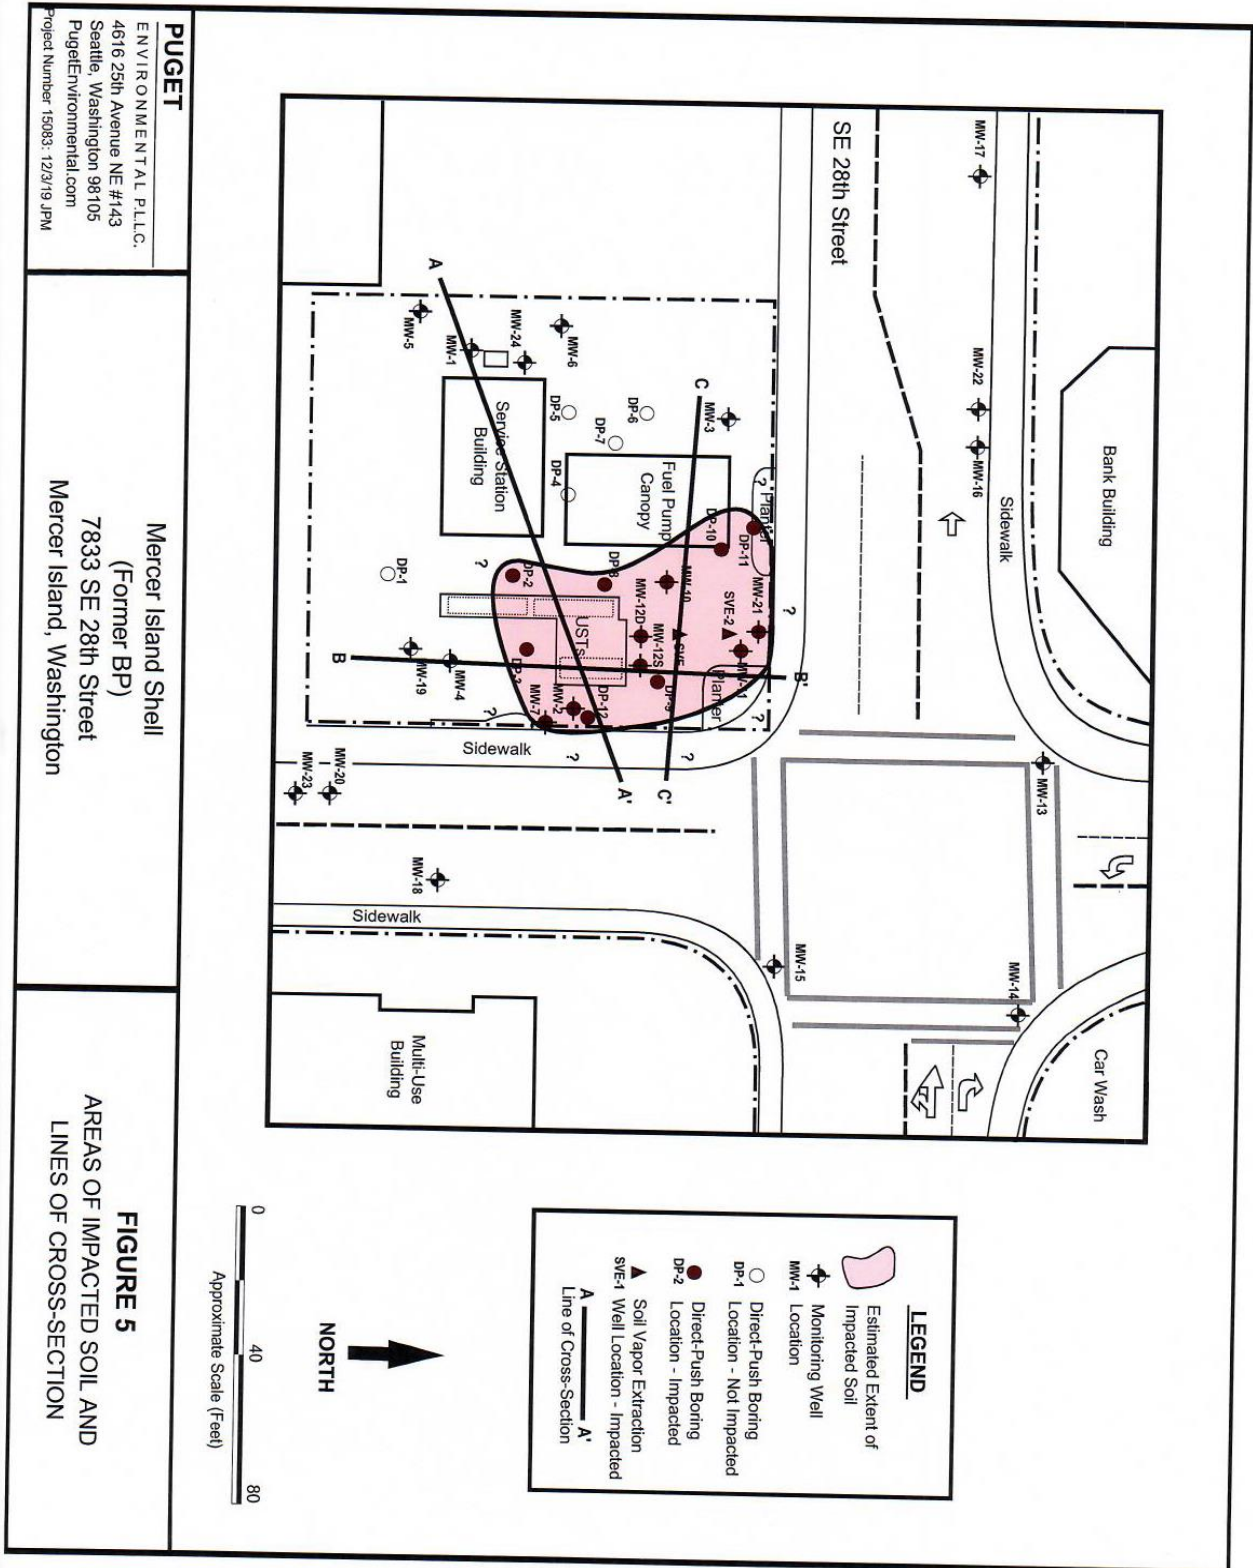 PUGET
ENVIRONMENTAL P.L.L.C.
4616 25th Avenue NE #143
Seattle, Washington 98105
PugetEnvironmental.com
Project Number 15083: 12/3/19 JPM
Mercer Island Shell
(Former BP)
7833 SE 28th Street
Mercer Island, Washington
FIGURE 5
AREAS OF IMPACTED SOIL AND
LINES OF CROSS-SECTION
MW-17
MW-22
MW-16
Bank Building
Sidewalk
SE 28th Street
MW-13
MW-14
Car Wash
MW-15
C
MW-3
?
Planter
DP-11
DP-10
MW-21
?
SVE-2
MW-11
B'
Planter
?
Fuel Pump
Canopy
MW-6
DP-6
DP-7
DP-5
DP-4
MW-10
SVE
DP-8
MW-12D
MW-12S
DP-9
?
C'
A
MW-5
MW-1
MW-24
Service Station
Building
DP-2
?
USTs
DP-3
DP-12
MW-2
MW-7
?
?
A'
DP-1
B
MW-19
MW-4
Sidewalk
MW-20
MW-23
MW-18
Sidewalk
Multi-Use
Building
LEGEND
Estimated Extent of
Impacted Soil
MW-1
Monitoring Well
Location
DP-1
Direct-Push Boring
Location - Not Impacted
DP-2
Direct-Push Boring
Location - Impacted
SVE-1
Soil Vapor Extraction
Well Location - Impacted
A A'
Line of Cross-Section
NORTH
0 40 80
Approximate Scale (Feet)